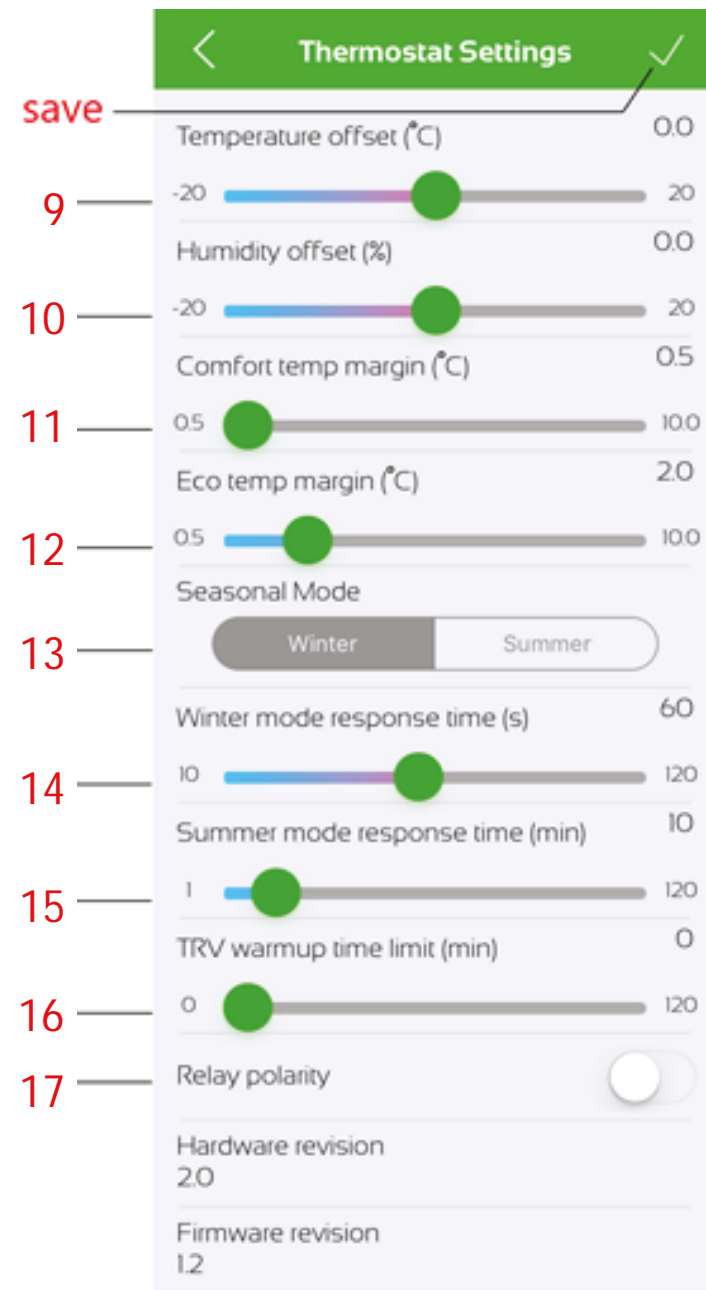 Thermostat Settings
save
Temperature offset (°C) 0.0
9 -20 20
Humidity offset (%) 0.0
10 -20 20
Comfort temp margin (°C) 0.5
11 0.5 10.0
Eco temp margin (°C) 2.0
12 0.5 10.0
Seasonal Mode
13 Winter Summer
Winter mode response time (s) 60
14 10 120
Summer mode response time (min) 10
15 1 120
TRV warmup time limit (min) 0
16 0 120
17 Relay polarity
Hardware revision
2.0
Firmware revision
1.2